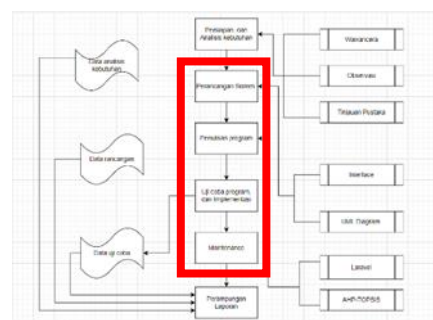 Persiapan dan
Analisis Kebutuhan
Wawancara
Data analisis
kebutuhan
Observasi
Perancangan Sistem
Tinjauan Pustaka
Penulisan program
Data rancangan
Interface
Uji coba program,
dan Implementasi
UML Diagram
Data uji coba
Maintenance
Laravel
AHP-TOPSIS
Perampungan
Laporan